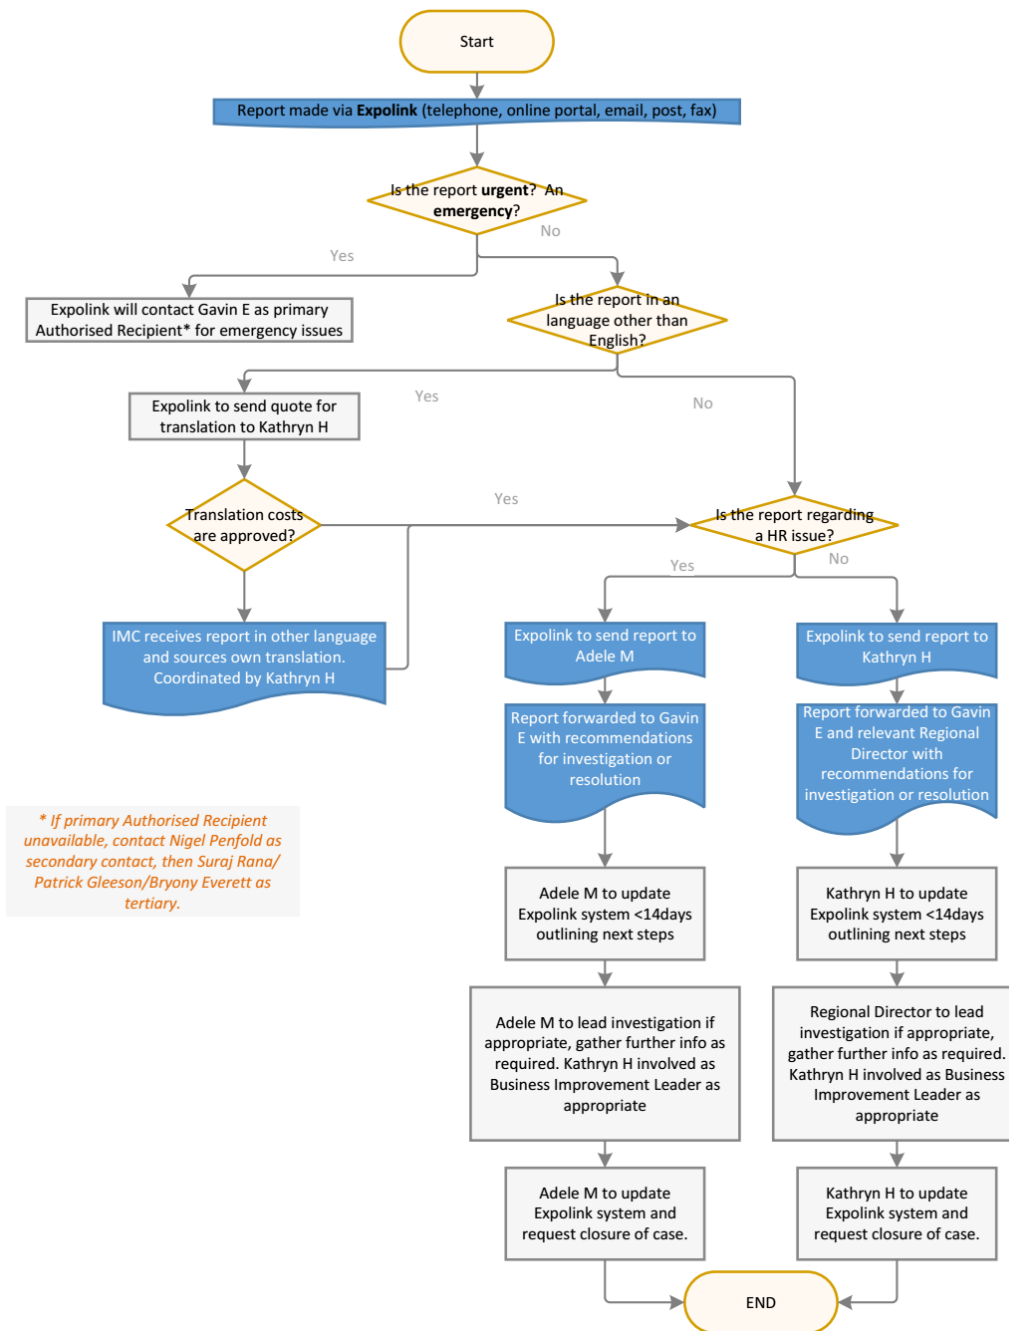 Start
Report made via Expolink (telephone, online portal, email, post, fax)
Is the report urgent? An
emergency?
Yes
No
Expolink will contact Gavin E as primary
Authorised Recipient* for emergency issues
Is the report in an
language other than
English?
Yes
No
Expolink to send quote for
translation to Kathryn H
Translation costs
are approved?
Yes
Is the report regarding
a HR issue?
Yes
No
IMC receives report in other language
and sources own translation.
Coordinated by Kathryn H
Expolink to send report to
Adele M
Expolink to send report to
Kathryn H
Report forwarded to Gavin
E with recommendations
for investigation or
resolution
Report forwarded to Gavin
E and relevant Regional
Director with
recommendations for
investigation or resolution
* If primary Authorised Recipient
unavailable, contact Nigel Penfold as
secondary contact, then Suraj Rana/
Patrick Gleeson/Bryony Everett as
tertiary.
Adele M to update
Expolink system <14days
outlining next steps
Kathryn H to update
Expolink system <14days
outlining next steps
Adele M to lead investigation if
appropriate, gather further info as
required. Kathryn H involved as
Business Improvement Leader as
appropriate
Regional Director to lead
investigation if appropriate,
gather further info as required.
Kathryn H involved as Business
Improvement Leader as
appropriate
Adele M to update
Expolink system and
request closure of case.
Kathryn H to update
Expolink system and
request closure of case.
END